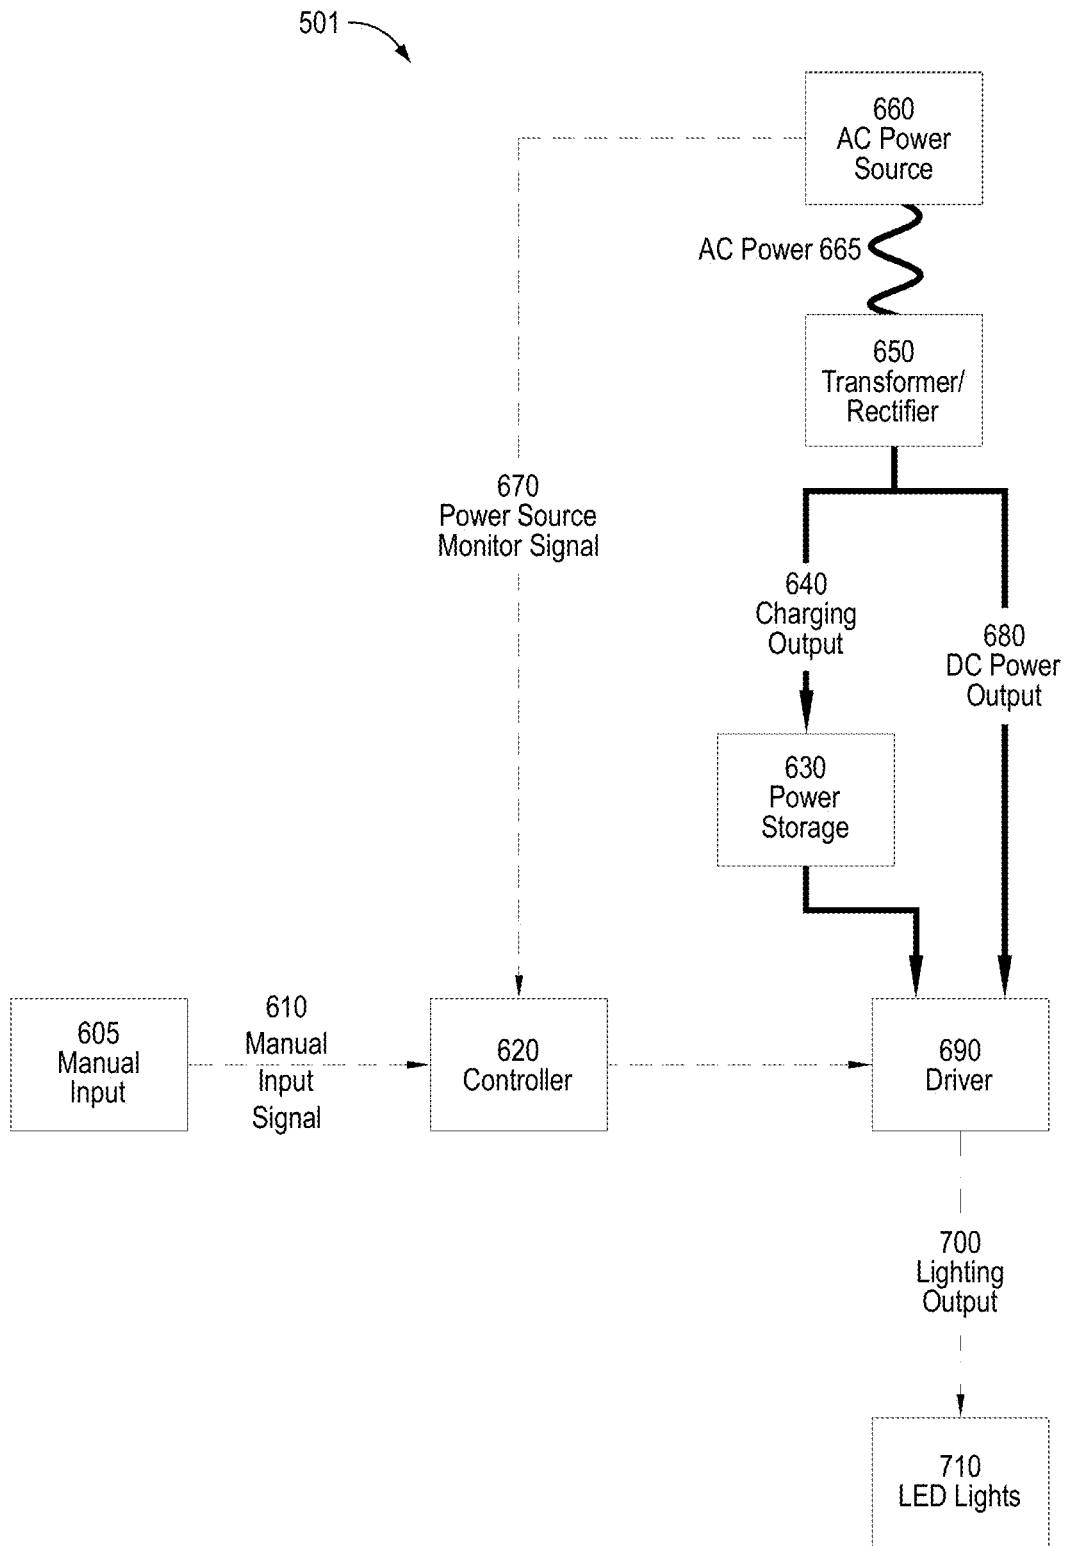 501
660
AC Power
Source
AC Power 665
650
Transformer/
Rectifier
670
Power Source
Monitor Signal
640
Charging
Output
680
DC Power
Output
630
Power
Storage
605
Manual
Input
610
Manual
Input
Signal
620
Controller
690
Driver
700
Lighting
Output
710
LED Lights